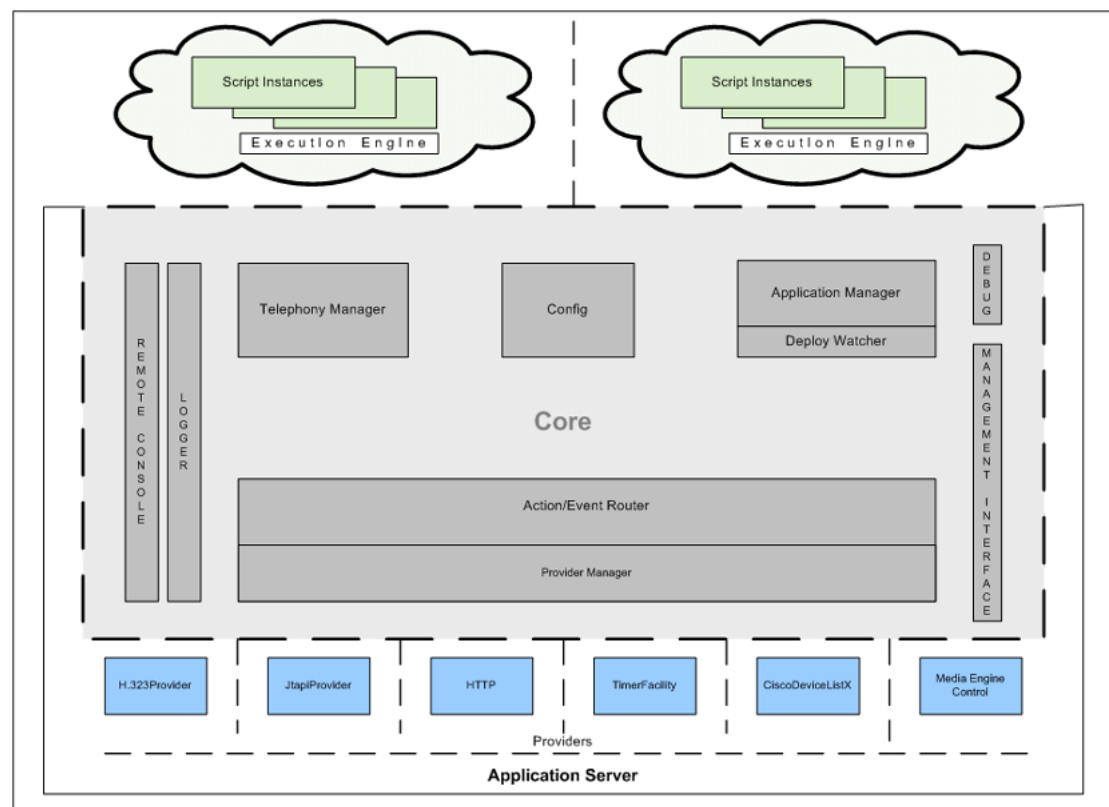 Script Instances
Execution Engine
Script Instances
Execution Engine
REMOTE CONSOLE
LOGGER
Telephony Manager
Config
Application Manager
Deploy Watcher
DEBUG
MANAGEMENT INTERFACE
Core
Action/Event Router
Provider Manager
H.323Provider
JtapiProvider
HTTP
TimerFacility
CiscoDeviceListX
Media Engine
Control
Providers
Application Server